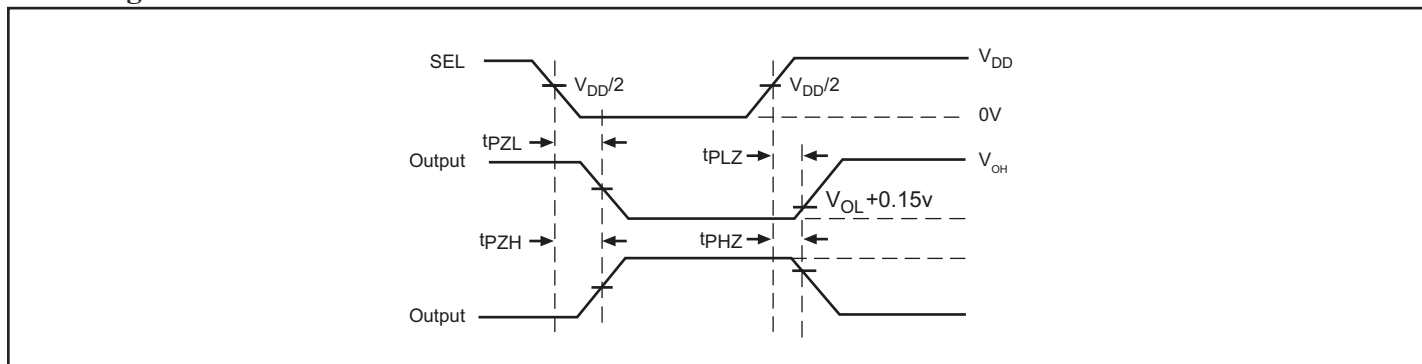 SEL
VDD/2
VDD/2
VDD
0V
tPZL
tPLZ
Output
VOH
VOL+0.15v
tPZH
tPHZ
Output